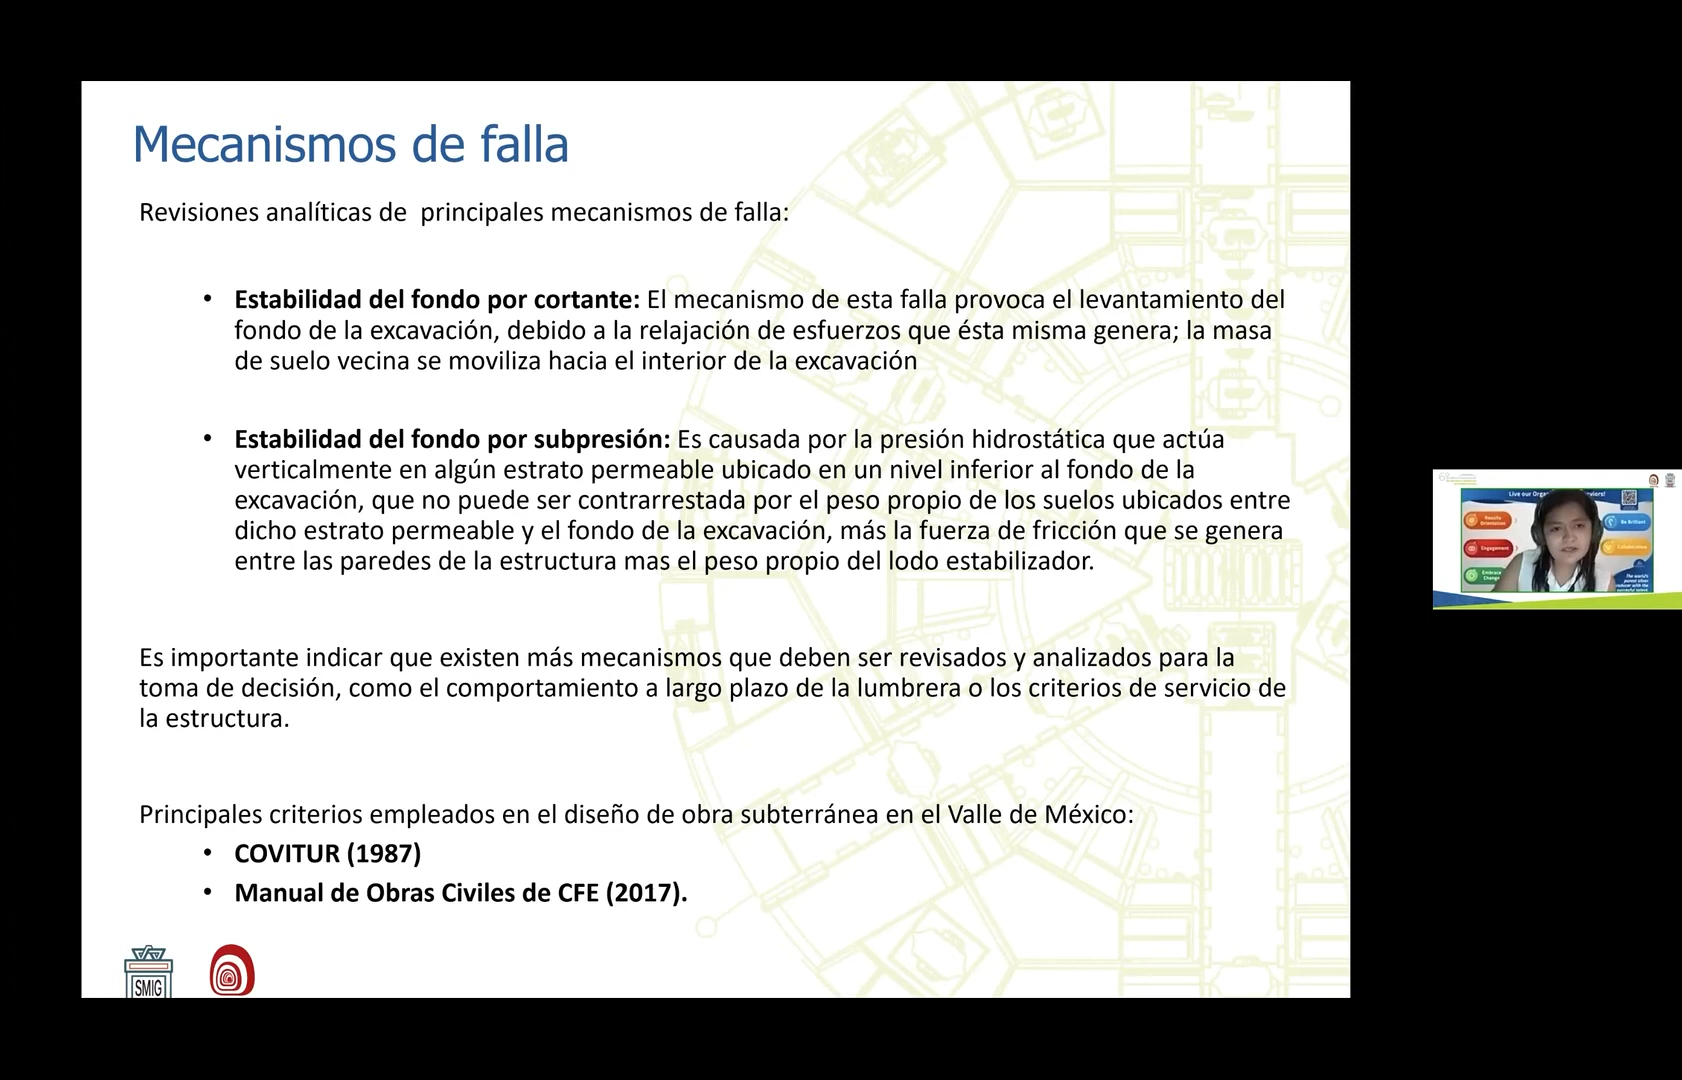 Mecanismos de falla
Revisiones analíticas de  principales mecanismos de falla:
• Estabilidad del fondo por cortante: El mecanismo de esta falla provoca el levantamiento del
fondo de la excavación, debido a la relajación de esfuerzos que ésta misma genera; la masa
de suelo vecina se moviliza hacia el interior de la excavación
• Estabilidad del fondo por subpresión: Es causada por la presión hidrostática que actúa
verticalmente en algún estrato permeable ubicado en un nivel inferior al fondo de la
excavación, que no puede ser contrarrestada por el peso propio de los suelos ubicados entre
dicho estrato permeable y el fondo de la excavación, más la fuerza de fricción que se genera
entre las paredes de la estructura mas el peso propio del lodo estabilizador.
Es importante indicar que existen más mecanismos que deben ser revisados y analizados para la
toma de decisión, como el comportamiento a largo plazo de la lumbrera o los criterios de servicio de
la estructura.
Principales criterios empleados en el diseño de obra subterránea en el Valle de México:
• COVITUR (1987)
• Manual de Obras Civiles de CFE (2017).
SMIG
Live our
Results
Orientation
Engagement
Embrace
Change
Be Brilliant